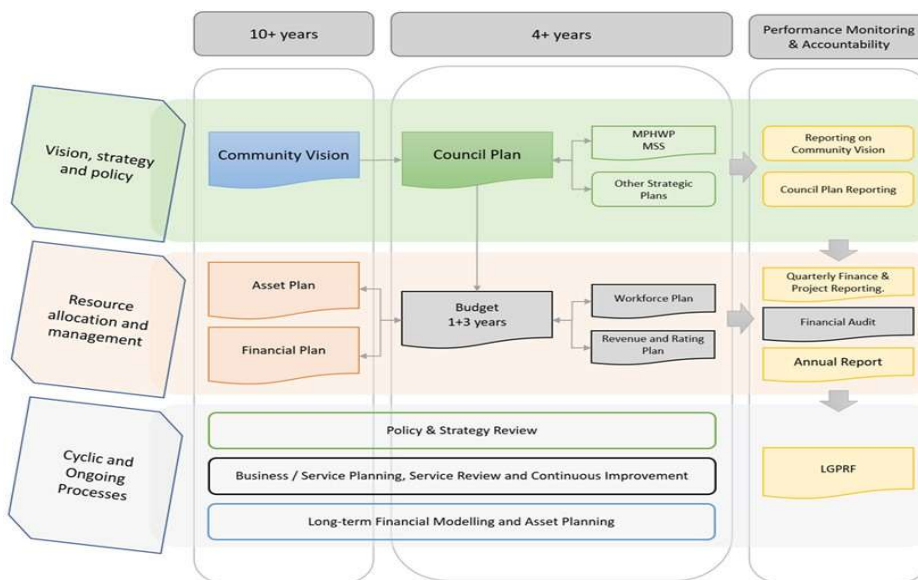 10+ years
4+ years
Performance Monitoring
& Accountability
Vision, strategy
and policy
Community Vision
Council Plan
MPHWP
MSS
Other Strategic
Plans
Reporting on
Community Vision
Council Plan Reporting
Resource
allocation and
management
Asset Plan
Financial Plan
Budget
1+3 years
Workforce Plan
Revenue and Rating
Plan
Quarterly Finance &
Project Reporting.
Financial Audit
Annual Report
Cyclic and
Ongoing
Processes
Policy & Strategy Review
Business / Service Planning, Service Review and Continuous Improvement
Long-term Financial Modelling and Asset Planning
LGPRF